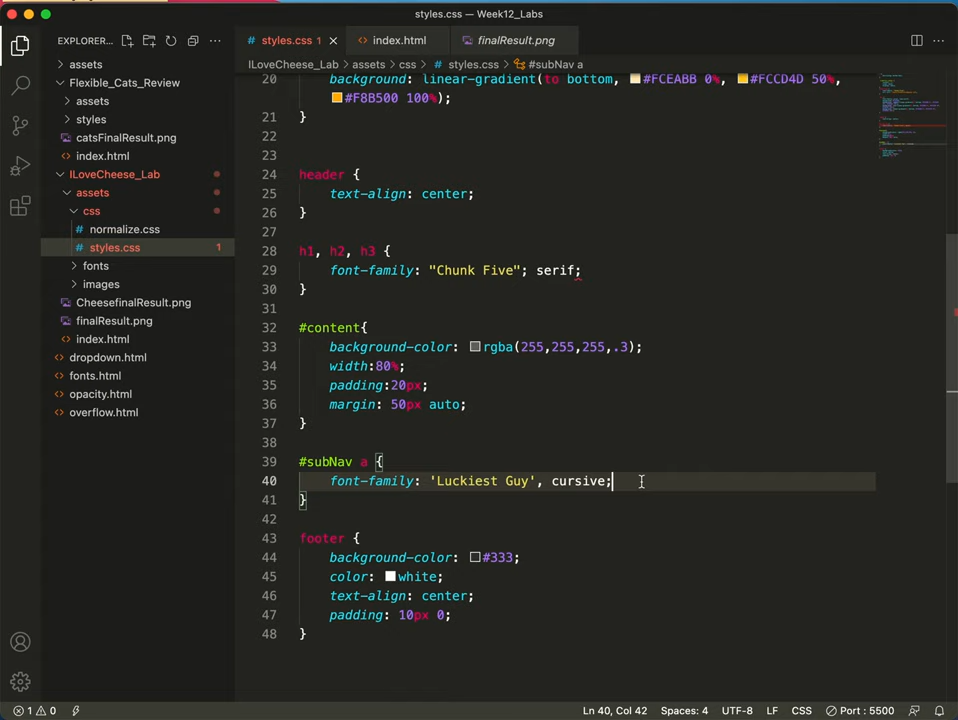 styles.css — Week12_Labs
EXPLORER...
styles.css 1
index.html
finalResult.png
ILoveCheese_Lab › assets › css › # styles.css › #subNav a
assets
Flexible_Cats_Review
assets
styles
catsFinalResult.png
index.html
ILoveCheese_Lab
assets
css
# normalize.css
# styles.css 1
fonts
images
CheesefinalResult.png
finalResult.png
index.html
dropdown.html
fonts.html
opacity.html
overflow.html
20 background: linear-gradient(to bottom, #FCEABB 0%, #FCCD4D 50%,
#F8B500 100%);
21 }
22
23
24 header {
25 text-align: center;
26 }
27
28 h1, h2, h3 {
29 font-family: "Chunk Five"; serif;
30 }
31
32 #content{
33 background-color: rgba(255,255,255,.3);
34 width:80%;
35 padding:20px;
36 margin: 50px auto;
37 }
38
39 #subNav a {
40 font-family: 'Luckiest Guy', cursive;
41 }
42
43 footer {
44 background-color: #333;
45 color: white;
46 text-align: center;
47 padding: 10px 0;
48 }
1 0
Ln 40, Col 42
Spaces: 4
UTF-8
LF
CSS
Port : 5500